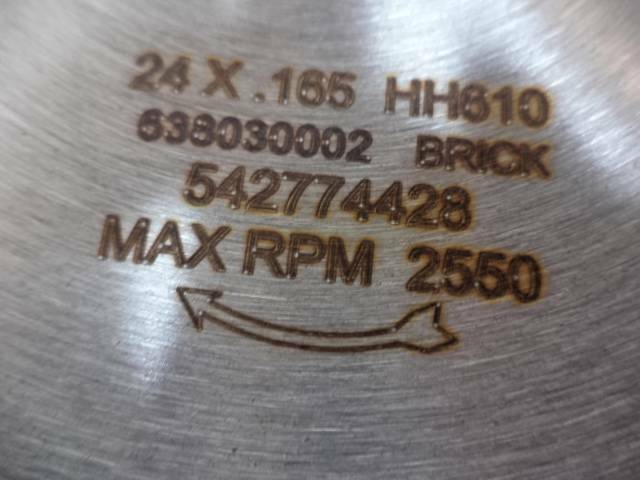 24 X .165 HH610
638030002 BRICK
542774428
MAX RPM 2550